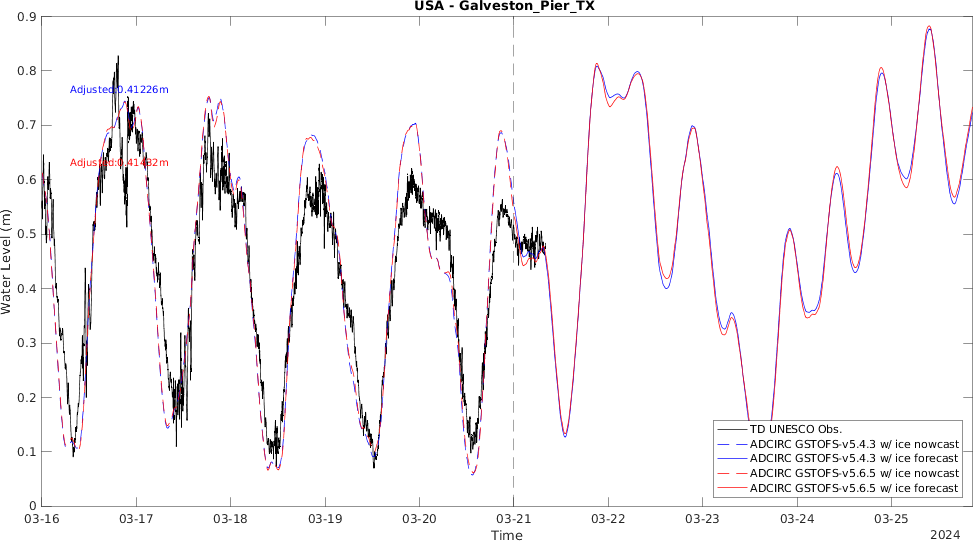 USA - Galveston_Pier_TX
0.9
0.8
0.7
0.6
0.5
0.4
0.3
0.2
0.1
0
Water Level (m)
Adjusted:0.41226m
Adjusted:0.41482m
TD UNESCO Obs.
ADCIRC GSTOFS-v5.4.3 w/ ice nowcast
ADCIRC GSTOFS-v5.4.3 w/ ice forecast
ADCIRC GSTOFS-v5.6.5 w/ ice nowcast
ADCIRC GSTOFS-v5.6.5 w/ ice forecast
03-16 03-17 03-18 03-19 03-20 03-21 03-22 03-23 03-24 03-25
Time
2024